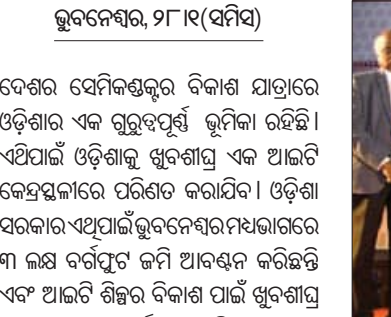 ଭୁବନେଶ୍ୱର, ୨୮।୧(ସମିସ)
ଦେଶର ସେମିକଣ୍ଡକ୍ଟର ବିକାଶ ଯାତ୍ରାରେ
ଓଡ଼ିଶାର ଏକ ଗୁରୁତ୍ୱପୂର୍ଣ୍ଣ ଭୂମିକା ରହିଛି।
ଏଥିପାଇଁ ଓଡ଼ିଶାକୁ ଖୁବଶୀଘ୍ର ଏକ ଆଇଟି
କେନ୍ଦ୍ରସ୍ଥଳୀରେ ପରିଣତ କରାଯିବ। ଓଡ଼ିଶା
ସରକାର ଏଥିପାଇଁ ଭୁବନେଶ୍ୱର ମଧ୍ୟଭାଗରେ
୩ ଲକ୍ଷ ବର୍ଗଫୁଟ ଜମି ଆବଣ୍ଟନ କରିଛନ୍ତି
ଏବଂ ଆଇଟି ଶିଳ୍ପର ବିକାଶ ପାଇଁ ଖୁବଶୀଘ୍ର